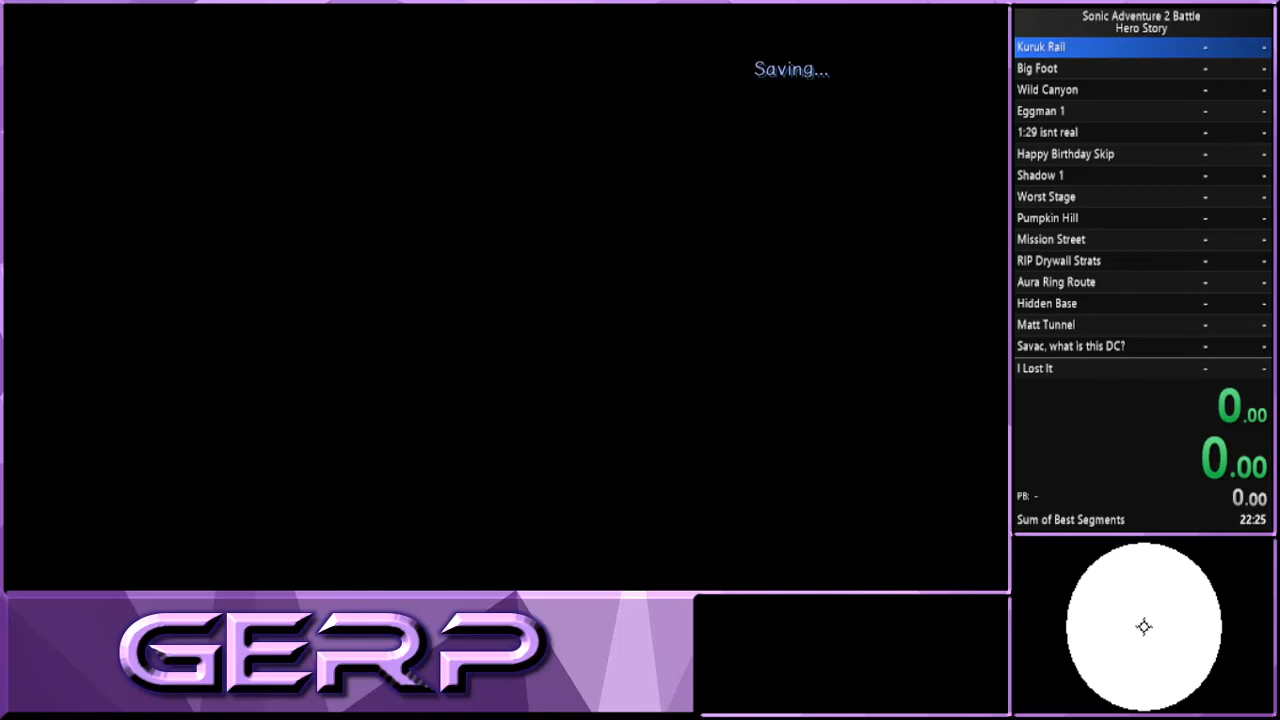 Saving...
Sonic Adventure 2 Battle
Hero Story
Kuruk Rail - -
Big Foot - -
Wild Canyon - -
Eggman 1 - -
1:29 isnt real - -
Happy Birthday Skip - -
Shadow 1 - -
Worst Stage - -
Pumpkin Hill - -
Mission Street - -
RIP Drywall Strats - -
Aura Ring Route - -
Hidden Base - -
Matt Tunnel - -
Savac, what is this DC? - -
I Lost It - -
0.00
0.00
PB: - 0.00
Sum of Best Segments 22:25
GERP